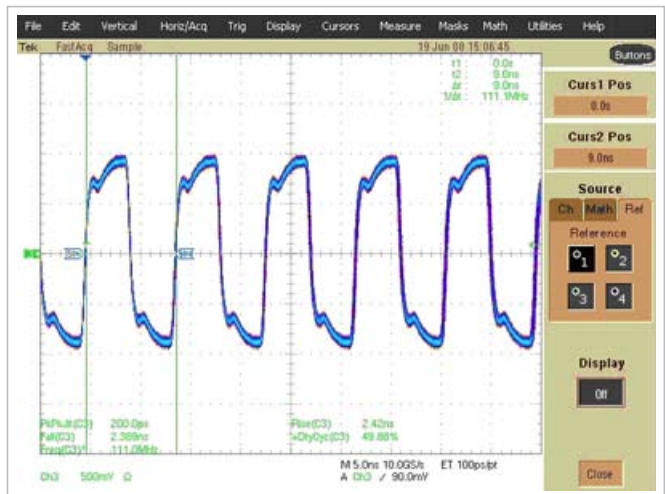 File Edit Vertical Horiz/Acq Trig Display Cursors Measure Masks Math Utilities Help
Tek FastAcq Sample 19 Jun 08 15:06:45
Buttons
t1 : 0.0s
t2 : 9.0ns
Δt : 9.0ns
1/Δt : 111.1MHz
Curs1 Pos
0.0s
Curs2 Pos
9.0ns
Source
Ch Math Ref
Reference
1 2
3 4
Display
Off
Close
PkPkJit(C3) 200.0ps
Fall(C3) 2.389ns
Freq(C3)* 111.0MHz
Rise(C3) 2.42ns
+DtyCyc(C3) 49.88%
Ch3 500mV Ω
M 5.0ns 10.0GS/s ET 100ps/pt
A Ch3 / 90.0mV